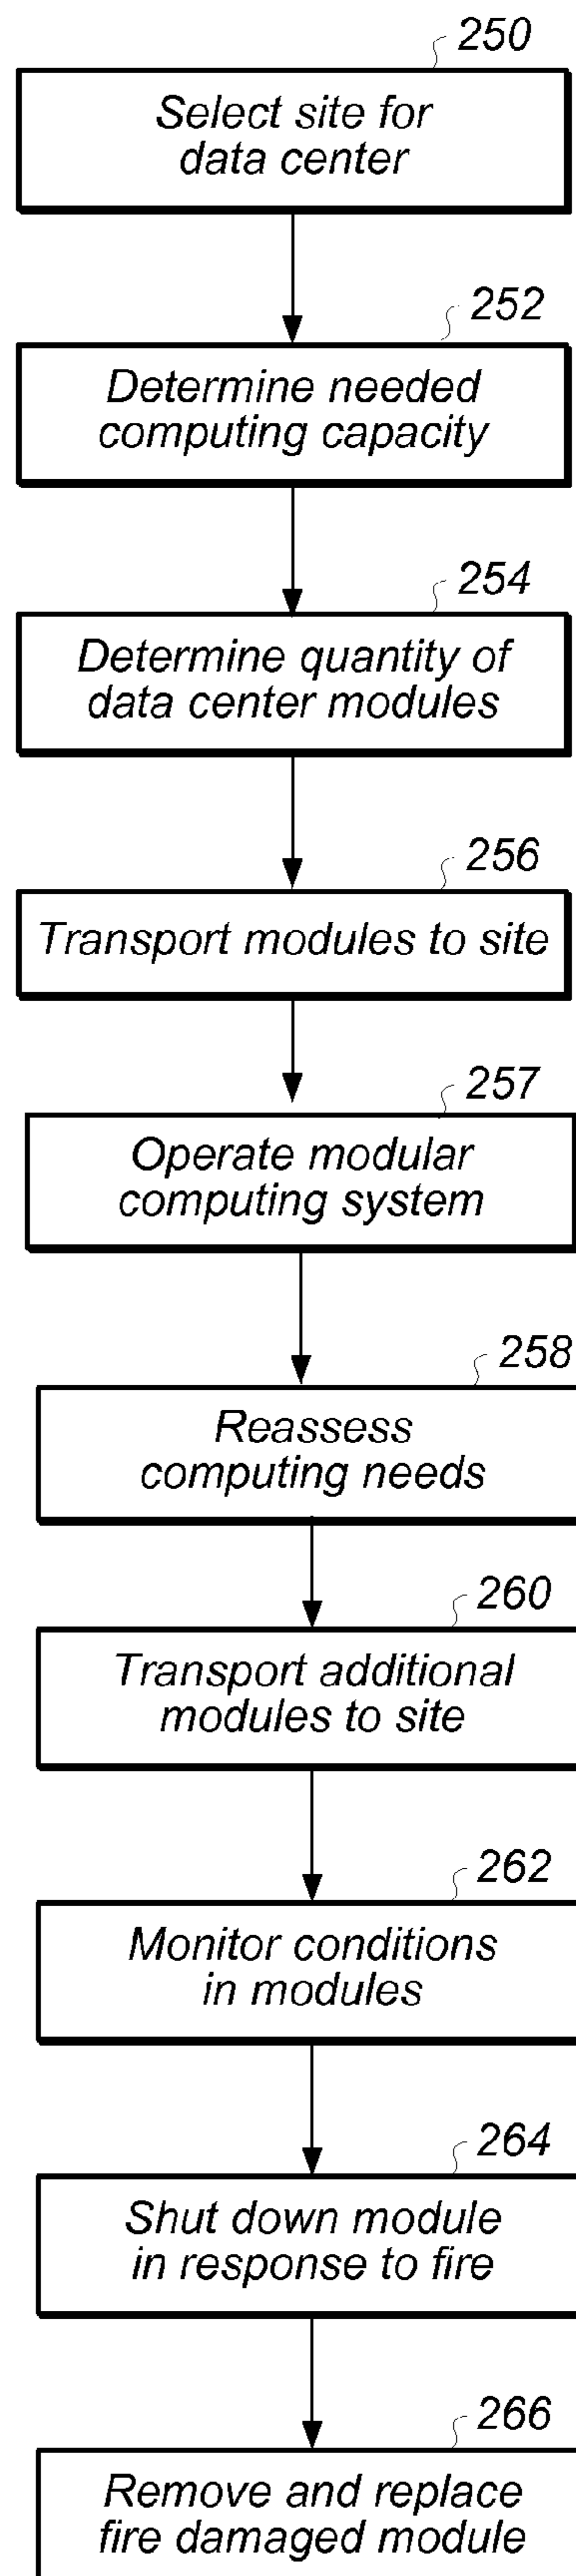 250
Select site for
data center
252
Determine needed
computing capacity
254
Determine quantity of
data center modules
256
Transport modules to site
257
Operate modular
computing system
258
Reassess
computing needs
260
Transport additional
modules to site
262
Monitor conditions
in modules
264
Shut down module
in response to fire
266
Remove and replace
fire damaged module